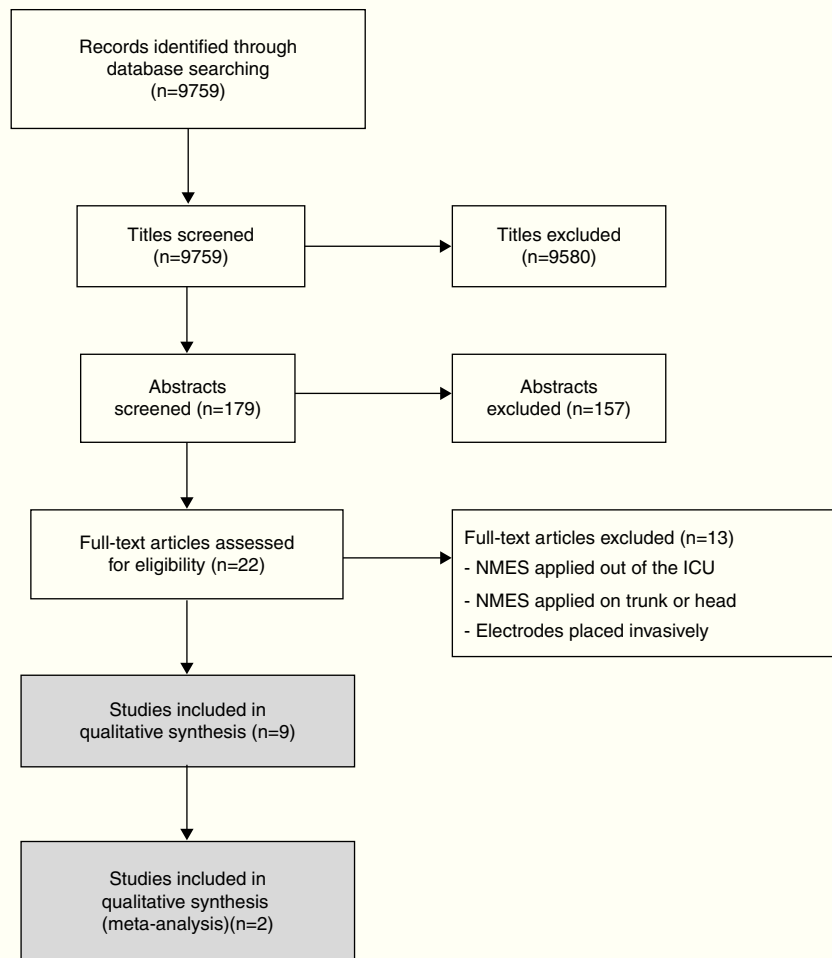 Records identified through
database searching
(n=9759)
Titles screened
(n=9759)
Titles excluded
(n=9580)
Abstracts
screened (n=179)
Abstracts
excluded (n=157)
Full-text articles assessed
for eligibility (n=22)
Full-text articles excluded (n=13)
- NMES applied out of the ICU
- NMES applied on trunk or head
- Electrodes placed invasively
Studies included in
qualitative synthesis (n=9)
Studies included in
qualitative synthesis
(meta-analysis)(n=2)